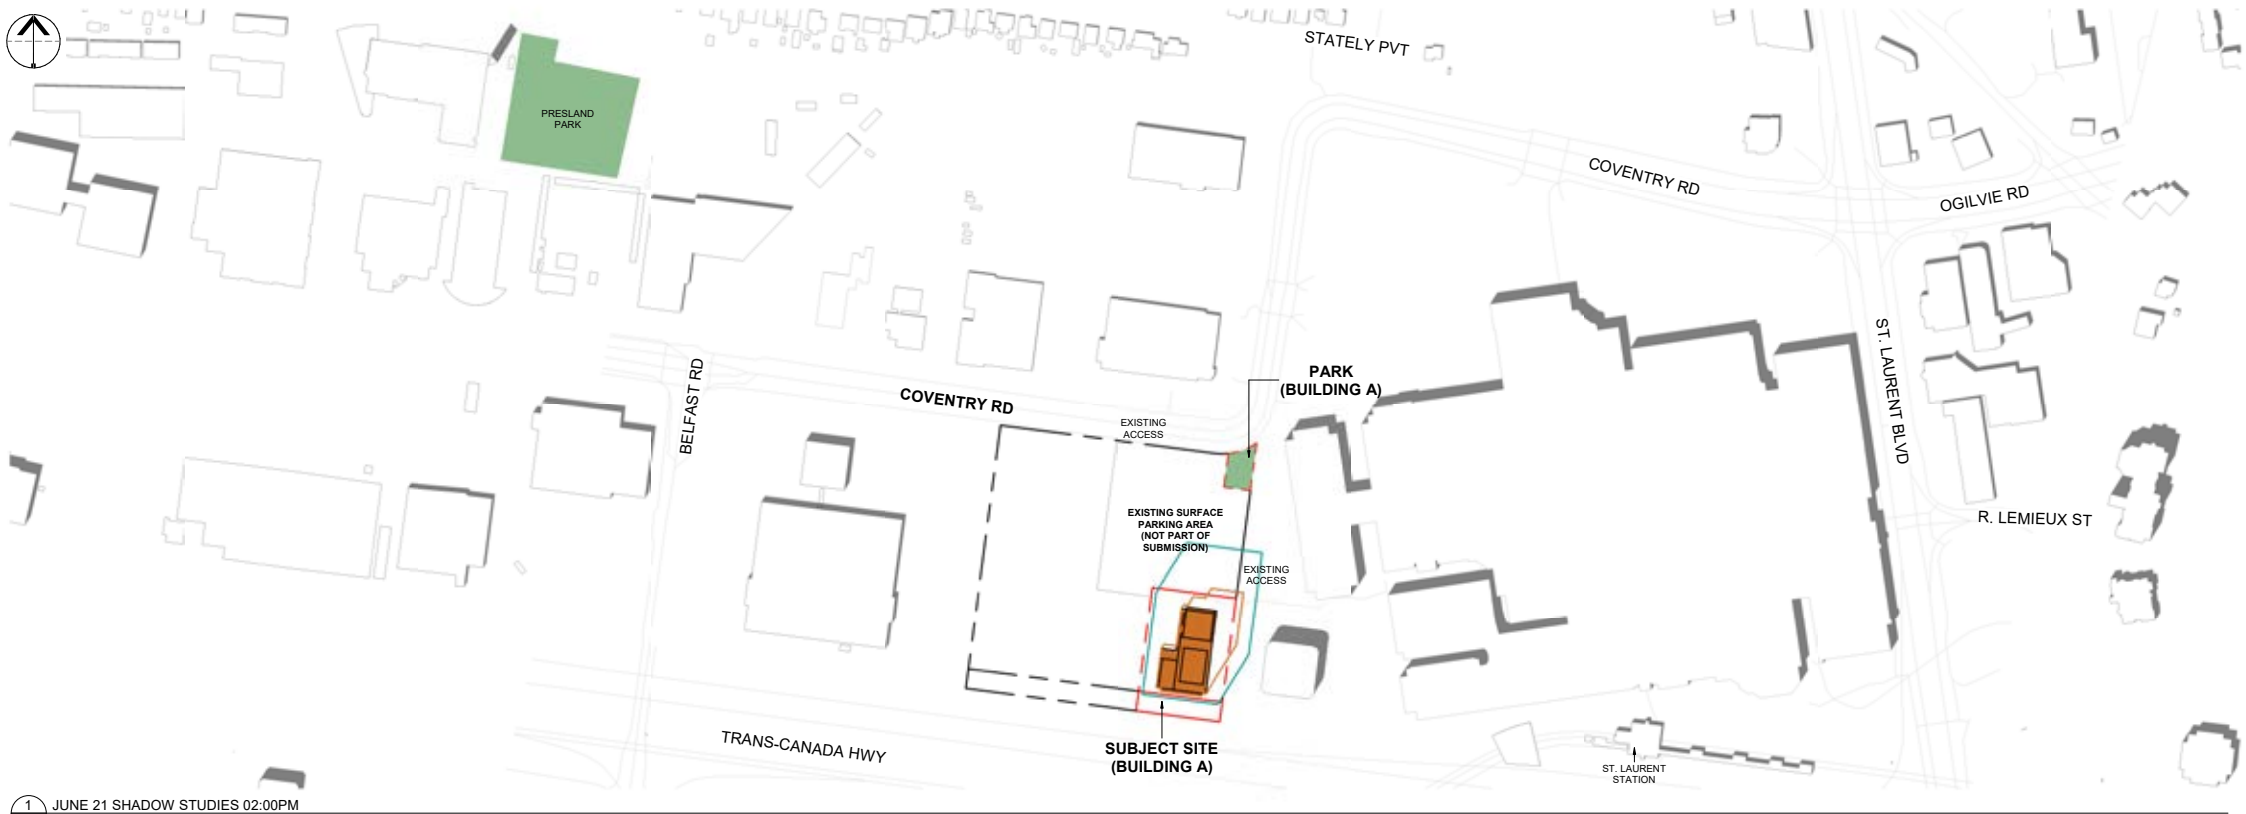 STATELY PVT
PRESLAND
PARK
COVENTRY RD
OGILVIE RD
ST. LAURENT BLVD
BELFAST RD
PARK
(BUILDING A)
COVENTRY RD
EXISTING
ACCESS
EXISTING SURFACE
PARKING AREA
(NOT PART OF
SUBMISSION)
R. LEMIEUX ST
EXISTING
ACCESS
TRANS-CANADA HWY
SUBJECT SITE
(BUILDING A)
ST. LAURENT
STATION
1 JUNE 21 SHADOW STUDIES 02:00PM